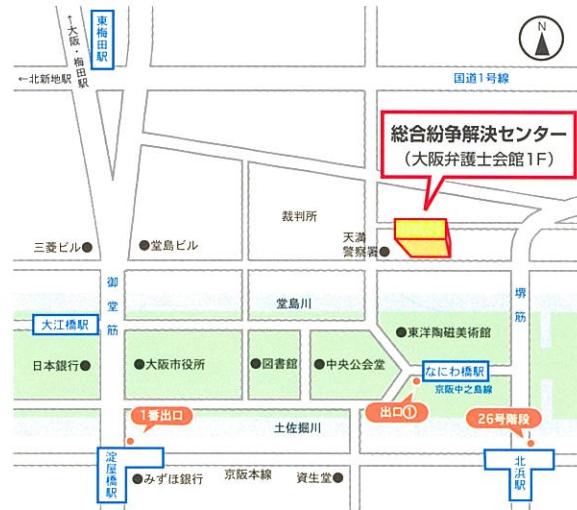 ←大阪・梅田駅
東梅田駅
N
←北新地駅
国道1号線
総合紛争解決センター
(大阪弁護士会館1F)
裁判所
三菱ビル●
●堂島ビル
天満
警察署●
御堂筋
堂島川
堺筋
大江橋駅
●東洋陶磁美術館
日本銀行●
●大阪市役所
●図書館
●中央公会堂
なにわ橋駅
京阪中之島線
1番出口
出口①
土佐掘川
26号階段
淀屋橋駅
●みずほ銀行
京阪本線
資生堂●
北浜駅